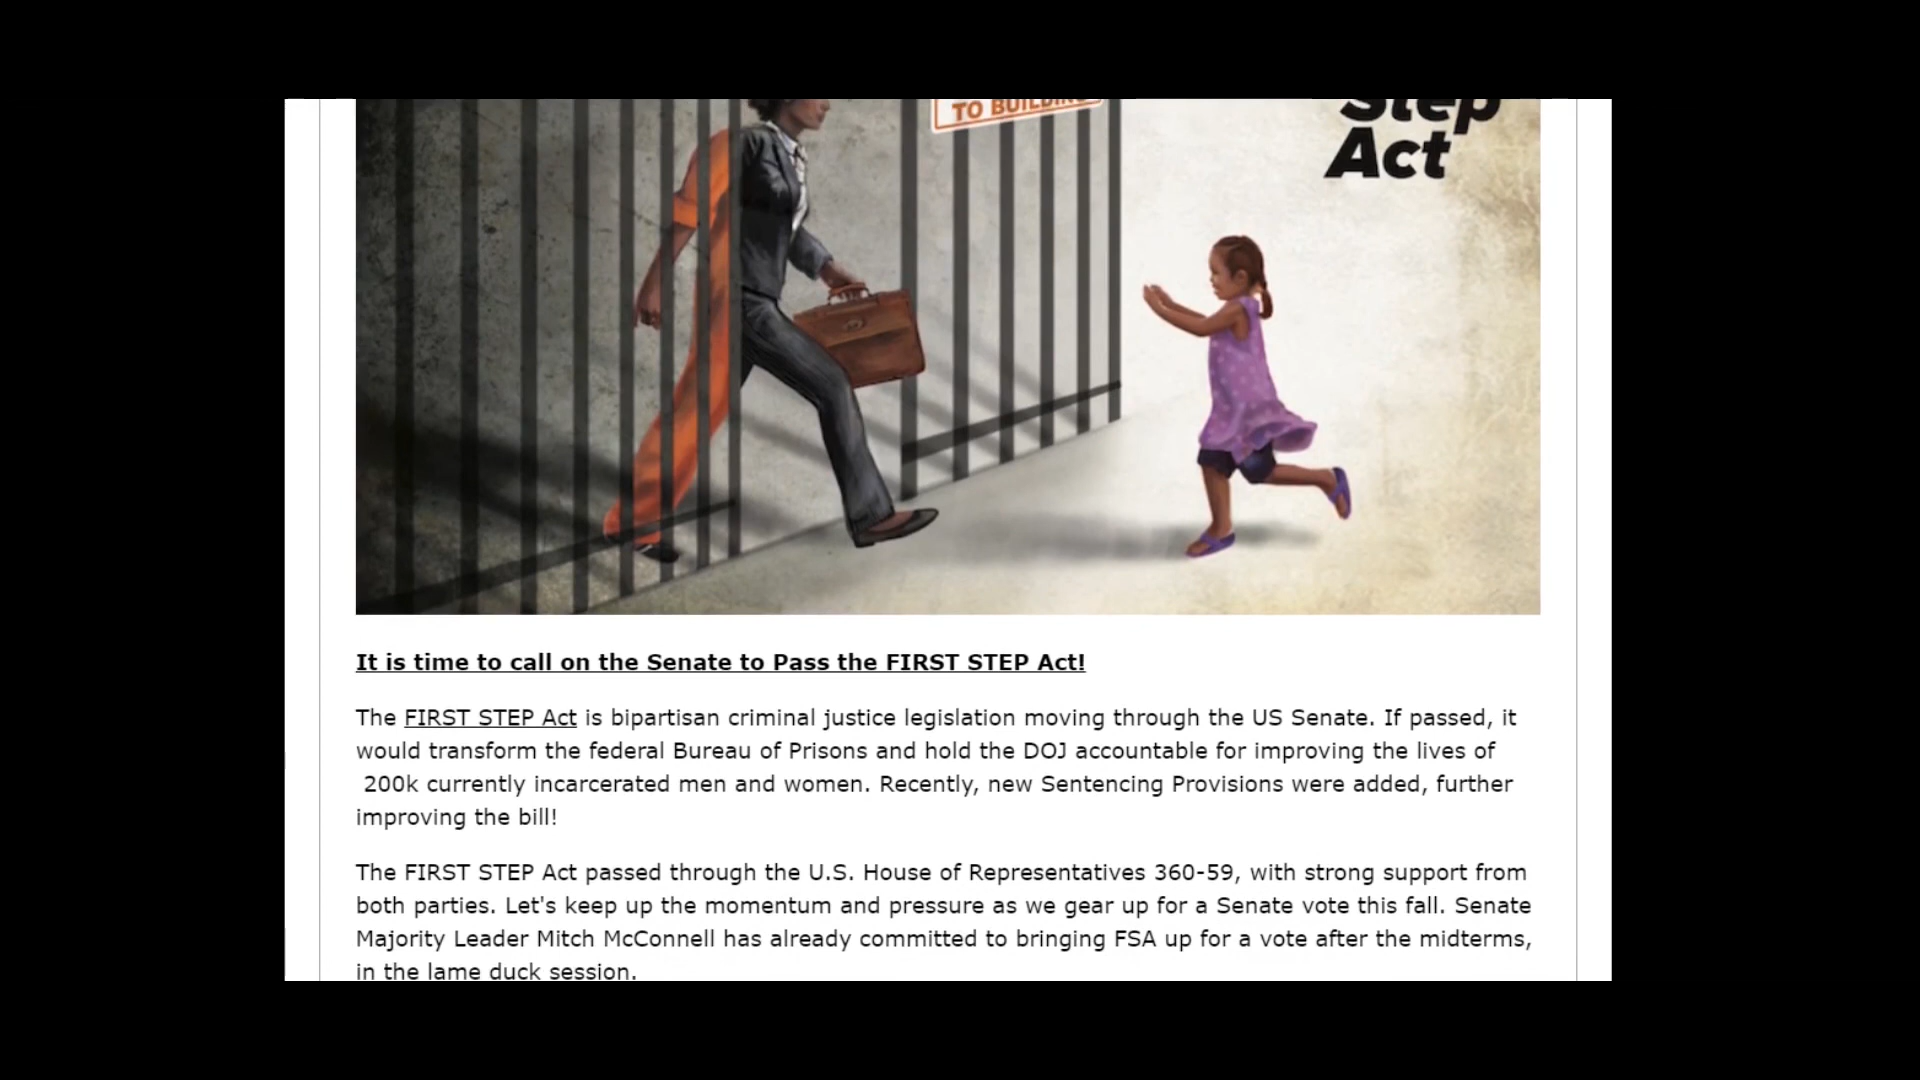 TO BUILDING
Step
Act
It is time to call on the Senate to Pass the FIRST STEP Act!
The FIRST STEP Act is bipartisan criminal justice legislation moving through the US Senate. If passed, it
would transform the federal Bureau of Prisons and hold the DOJ accountable for improving the lives of
200k currently incarcerated men and women. Recently, new Sentencing Provisions were added, further
improving the bill!
The FIRST STEP Act passed through the U.S. House of Representatives 360-59, with strong support from
both parties. Let's keep up the momentum and pressure as we gear up for a Senate vote this fall. Senate
Majority Leader Mitch McConnell has already committed to bringing FSA up for a vote after the midterms,
in the lame duck session.